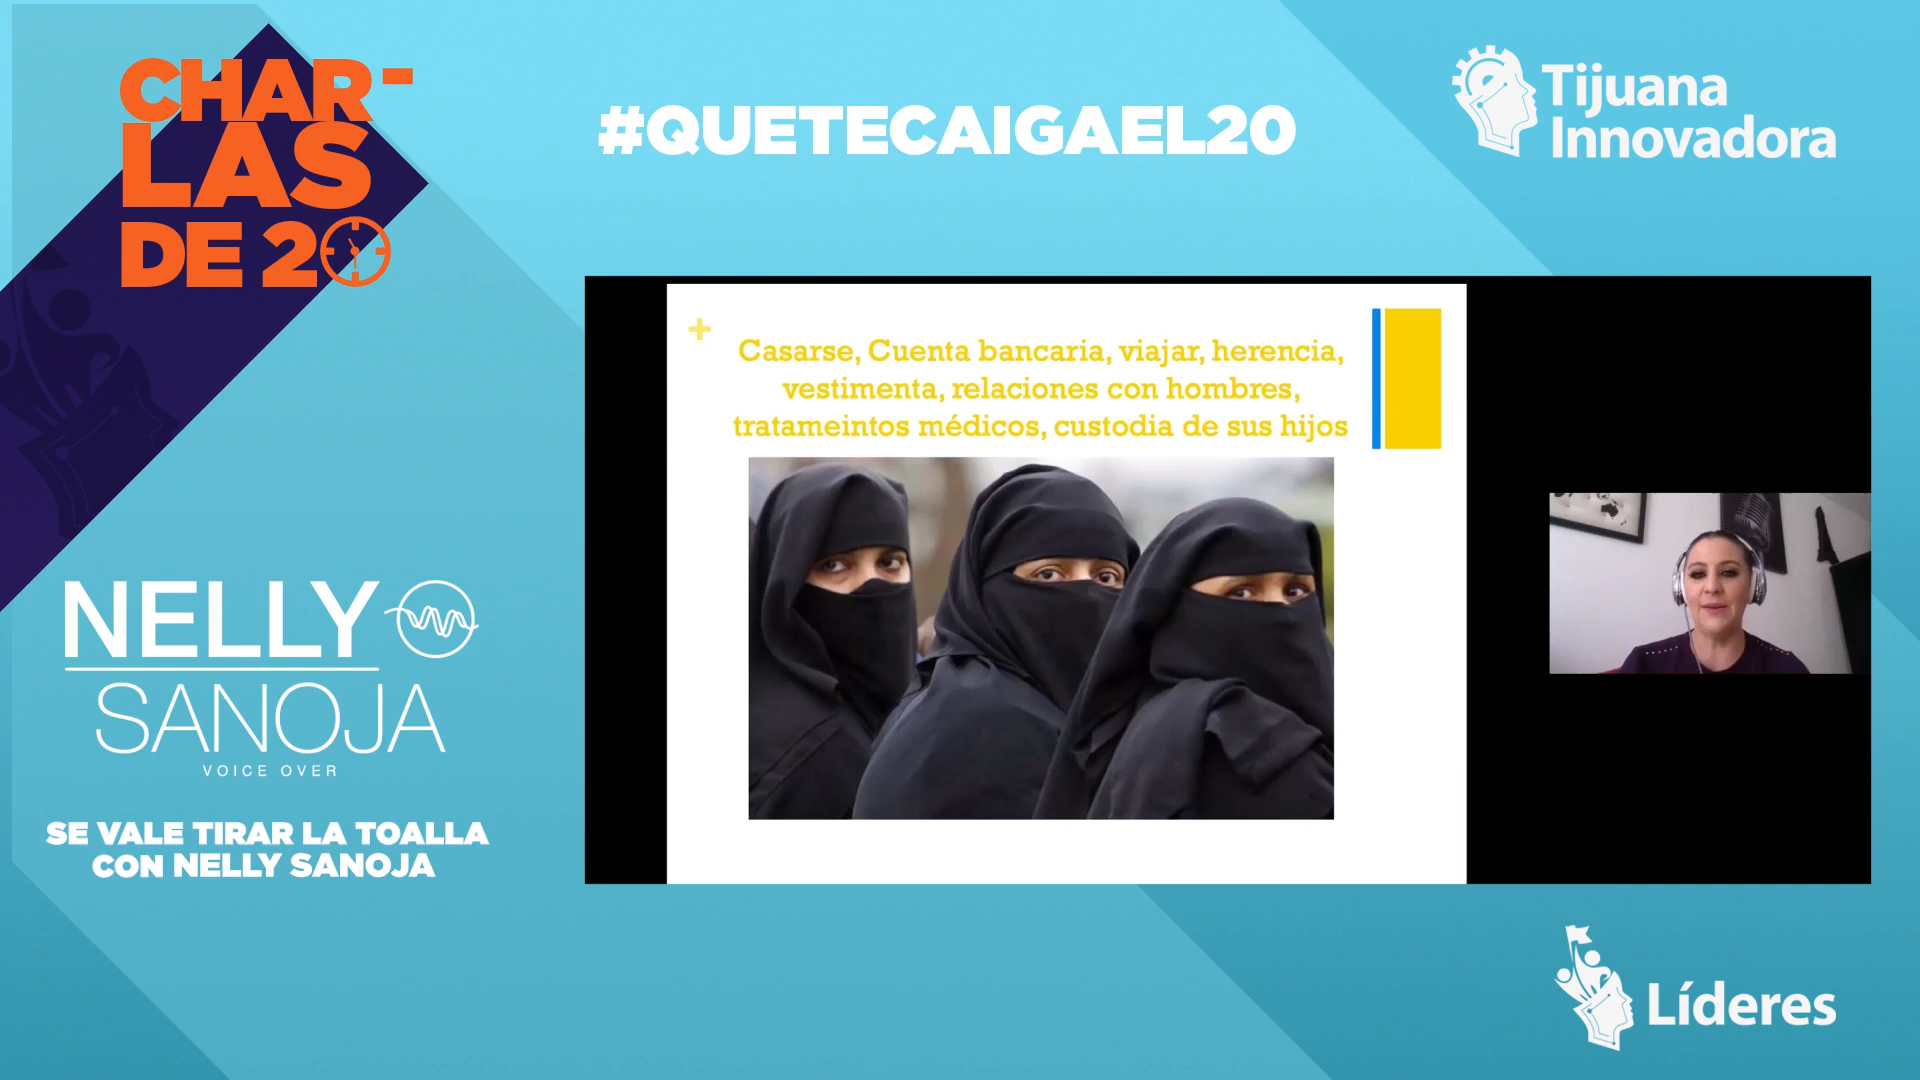 CHAR-
LAS
DE 20
#QUETECAIGAEL20
Tijuana
Innovadora
+
Casarse, Cuenta bancaria, viajar, herencia,
vestimenta, relaciones con hombres,
tratameintos médicos, custodia de sus hijos
NELLY
SANOJA
VOICE OVER
SE VALE TIRAR LA TOALLA
CON NELLY SANOJA
Líderes